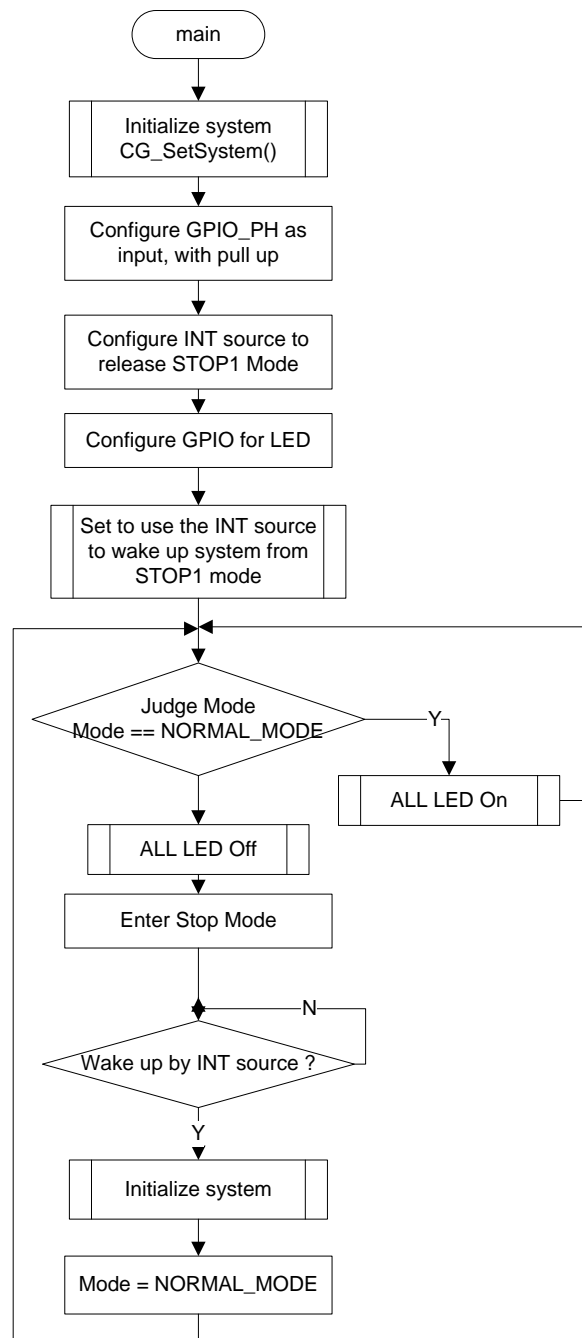 main
Initialize system
CG_SetSystem()
Configure GPIO_PH as
input, with pull up
Configure INT source to
release STOP1 Mode
Configure GPIO for LED
Set to use the INT source
to wake up system from
STOP1 mode
Judge Mode
Mode == NORMAL_MODE
Y
ALL LED On
ALL LED Off
Enter Stop Mode
N
Wake up by INT source ?
Y
Initialize system
Mode = NORMAL_MODE